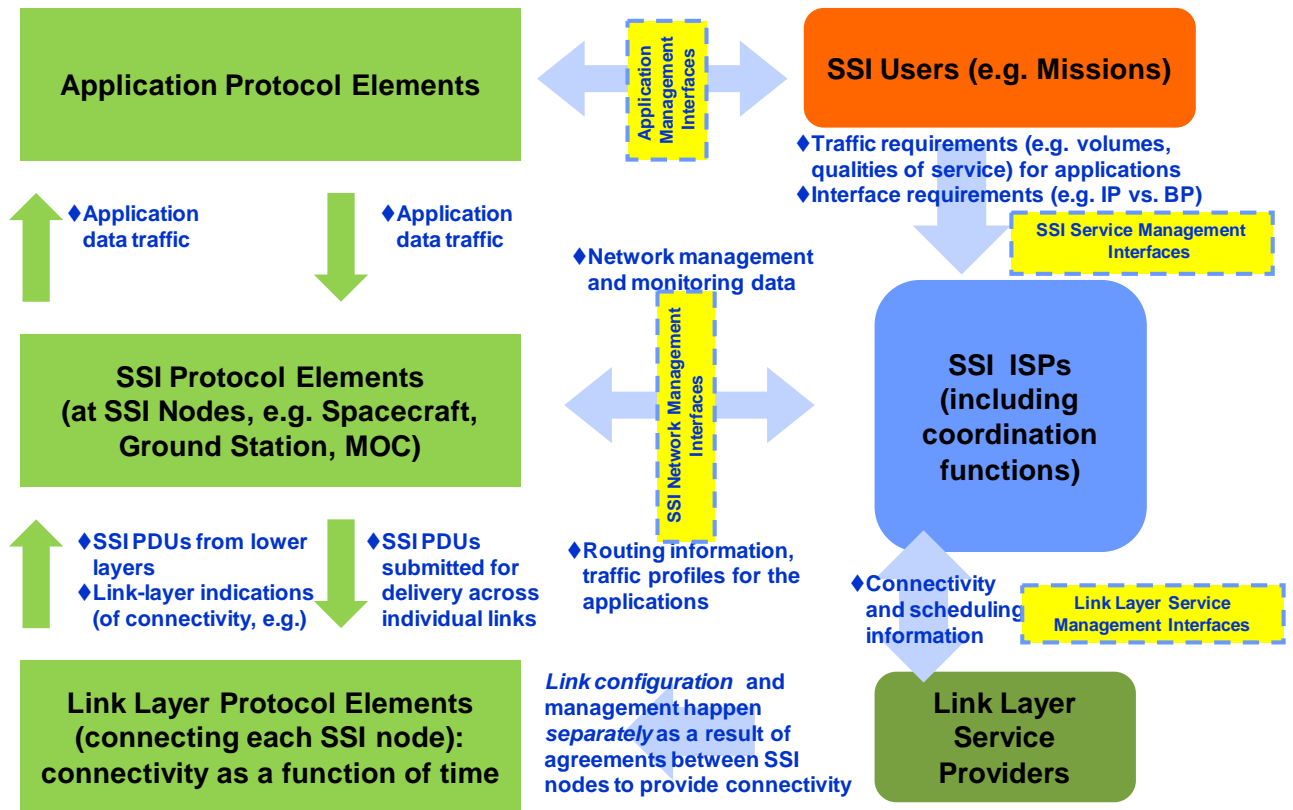 Application Protocol Elements
Application
Management
Interfaces
SSI Users (e.g. Missions)
♦Traffic requirements (e.g. volumes,
qualities of service) for applications
♦Interface requirements (e.g. IP vs. BP)
SSI Service Management
Interfaces
♦Application
data traffic
♦Application
data traffic
♦Network management
and monitoring data
SSI Protocol Elements
(at SSI Nodes, e.g. Spacecraft,
Ground Station, MOC)
SSI Network Management
Interfaces
SSI ISPs
(including
coordination
functions)
♦SSI PDUs from lower
layers
♦Link-layer indications
(of connectivity, e.g.)
♦SSI PDUs
submitted for
delivery across
individual links
♦Routing information,
traffic profiles for the
applications
♦Connectivity
and scheduling
information
Link Layer Service
Management Interfaces
Link Layer Protocol Elements
(connecting each SSI node):
connectivity as a function of time
Link configuration and
management happen
separately as a result of
agreements between SSI
nodes to provide connectivity
Link Layer
Service
Providers